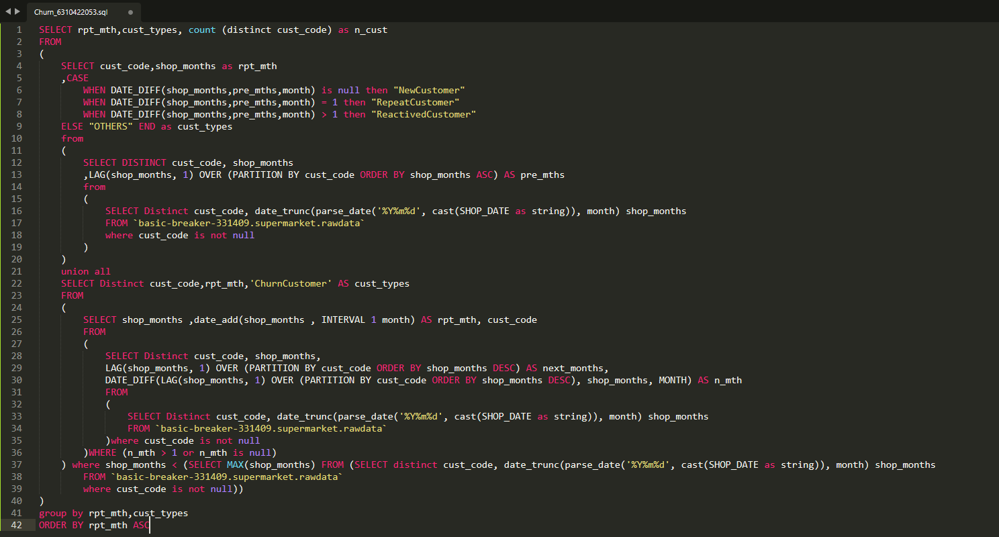 Churn_6310422053.sql
1 SELECT rpt_mth,cust_types, count (distinct cust_code) as n_cust
2 FROM
3 (
4 SELECT cust_code,shop_months as rpt_mth
5 ,CASE
6 WHEN DATE_DIFF(shop_months,pre_mths,month) is null then "NewCustomer"
7 WHEN DATE_DIFF(shop_months,pre_mths,month) = 1 then "RepeatCustomer"
8 WHEN DATE_DIFF(shop_months,pre_mths,month) > 1 then "ReactivedCustomer"
9 ELSE "OTHERS" END as cust_types
10 from
11 (
12 SELECT DISTINCT cust_code, shop_months
13 ,LAG(shop_months, 1) OVER (PARTITION BY cust_code ORDER BY shop_months ASC) AS pre_mths
14 from
15 (
16 SELECT Distinct cust_code, date_trunc(parse_date('%Y%m%d', cast(SHOP_DATE as string)), month) shop_months
17 FROM `basic-breaker-331409.supermarket.rawdata`
18 where cust_code is not null
19 )
20 )
21 union all
22 SELECT Distinct cust_code,rpt_mth,'ChurnCustomer' AS cust_types
23 FROM
24 (
25 SELECT shop_months ,date_add(shop_months , INTERVAL 1 month) AS rpt_mth, cust_code
26 FROM
27 (
28 SELECT Distinct cust_code, shop_months,
29 LAG(shop_months, 1) OVER (PARTITION BY cust_code ORDER BY shop_months DESC) AS next_months,
30 DATE_DIFF(LAG(shop_months, 1) OVER (PARTITION BY cust_code ORDER BY shop_months DESC), shop_months, MONTH) AS n_mth
31 FROM
32 (
33 SELECT Distinct cust_code, date_trunc(parse_date('%Y%m%d', cast(SHOP_DATE as string)), month) shop_months
34 FROM `basic-breaker-331409.supermarket.rawdata`
35 )where cust_code is not null
36 )WHERE (n_mth > 1 or n_mth is null)
37 ) where shop_months < (SELECT MAX(shop_months) FROM (SELECT distinct cust_code, date_trunc(parse_date('%Y%m%d', cast(SHOP_DATE as string)), month) shop_months
38 FROM `basic-breaker-331409.supermarket.rawdata`
39 where cust_code is not null))
40 )
41 group by rpt_mth,cust_types
42 ORDER BY rpt_mth ASC